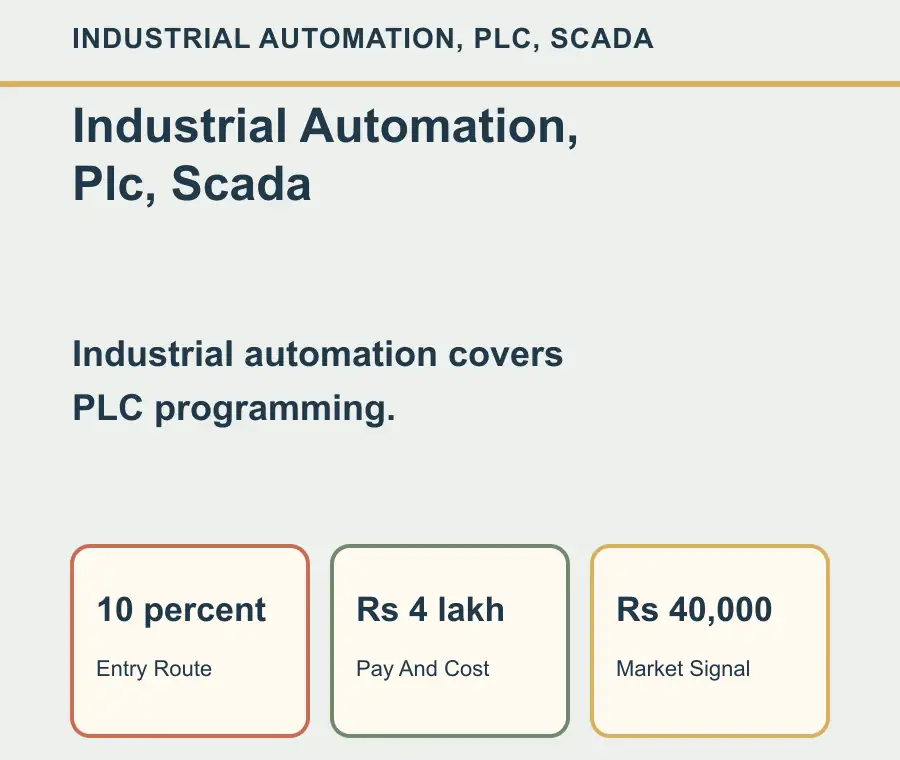 INDUSTRIAL AUTOMATION, PLC, SCADA
Industrial Automation,
Plc, Scada
Industrial automation covers
PLC programming.
10 percent
Entry Route
Rs 4 lakh
Pay And Cost
Rs 40,000
Market Signal